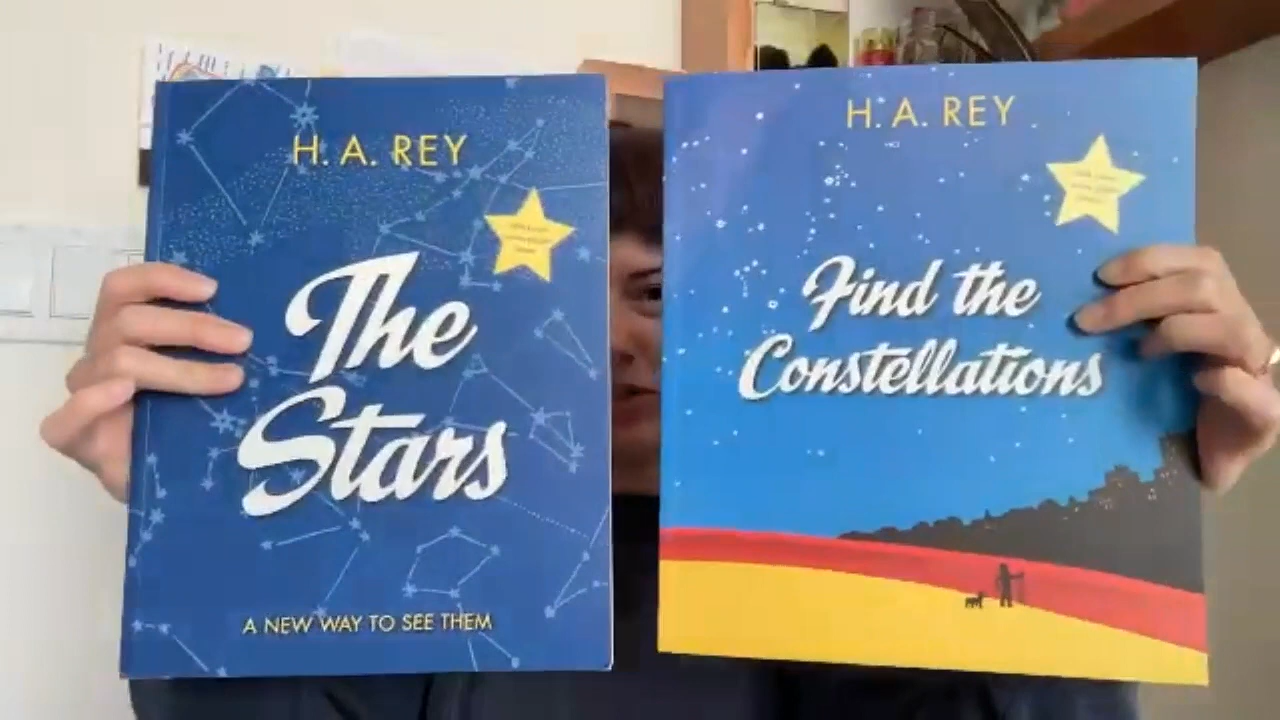 H. A. REY
The
Stars
A NEW WAY TO SEE THEM
H. A. REY
Find the
Constellations